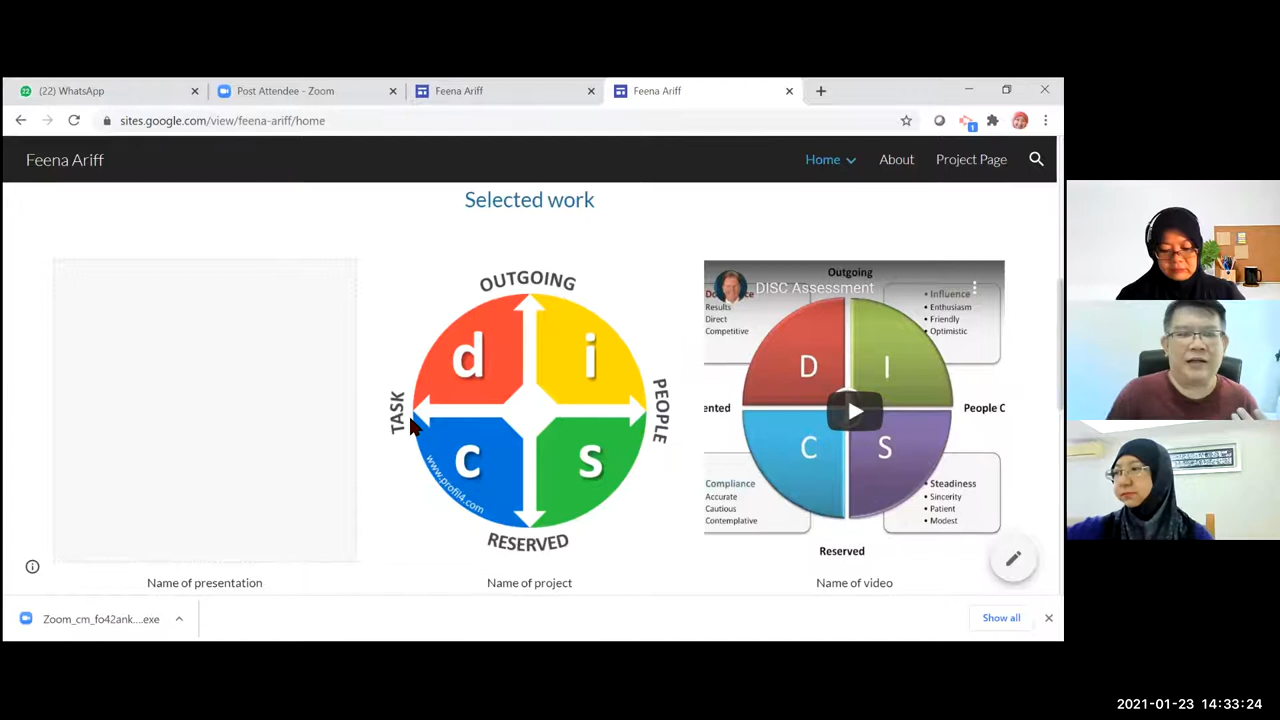 (22) WhatsApp
Post Attendee - Zoom
Feena Ariff
Feena Ariff
sites.google.com/view/feena-ariff/home
1
Feena Ariff
Home
About
Project Page
Selected work
OUTGOING
d
i
TASK
PEOPLE
C
S
www.profil4.com
RESERVED
Outgoing
DISC Assessment
Results
Direct
Competitive
• Influence
• Enthusiasm
• Friendly
• Optimistic
D
I
ented
People C
C
S
Compliance
Accurate
Cautious
Contemplative
• Steadiness
• Sincerity
• Patient
• Modest
Reserved
Name of presentation
Name of project
Name of video
Zoom_cm_fo42ank....exe
Show all
2021-01-23 14:33:24